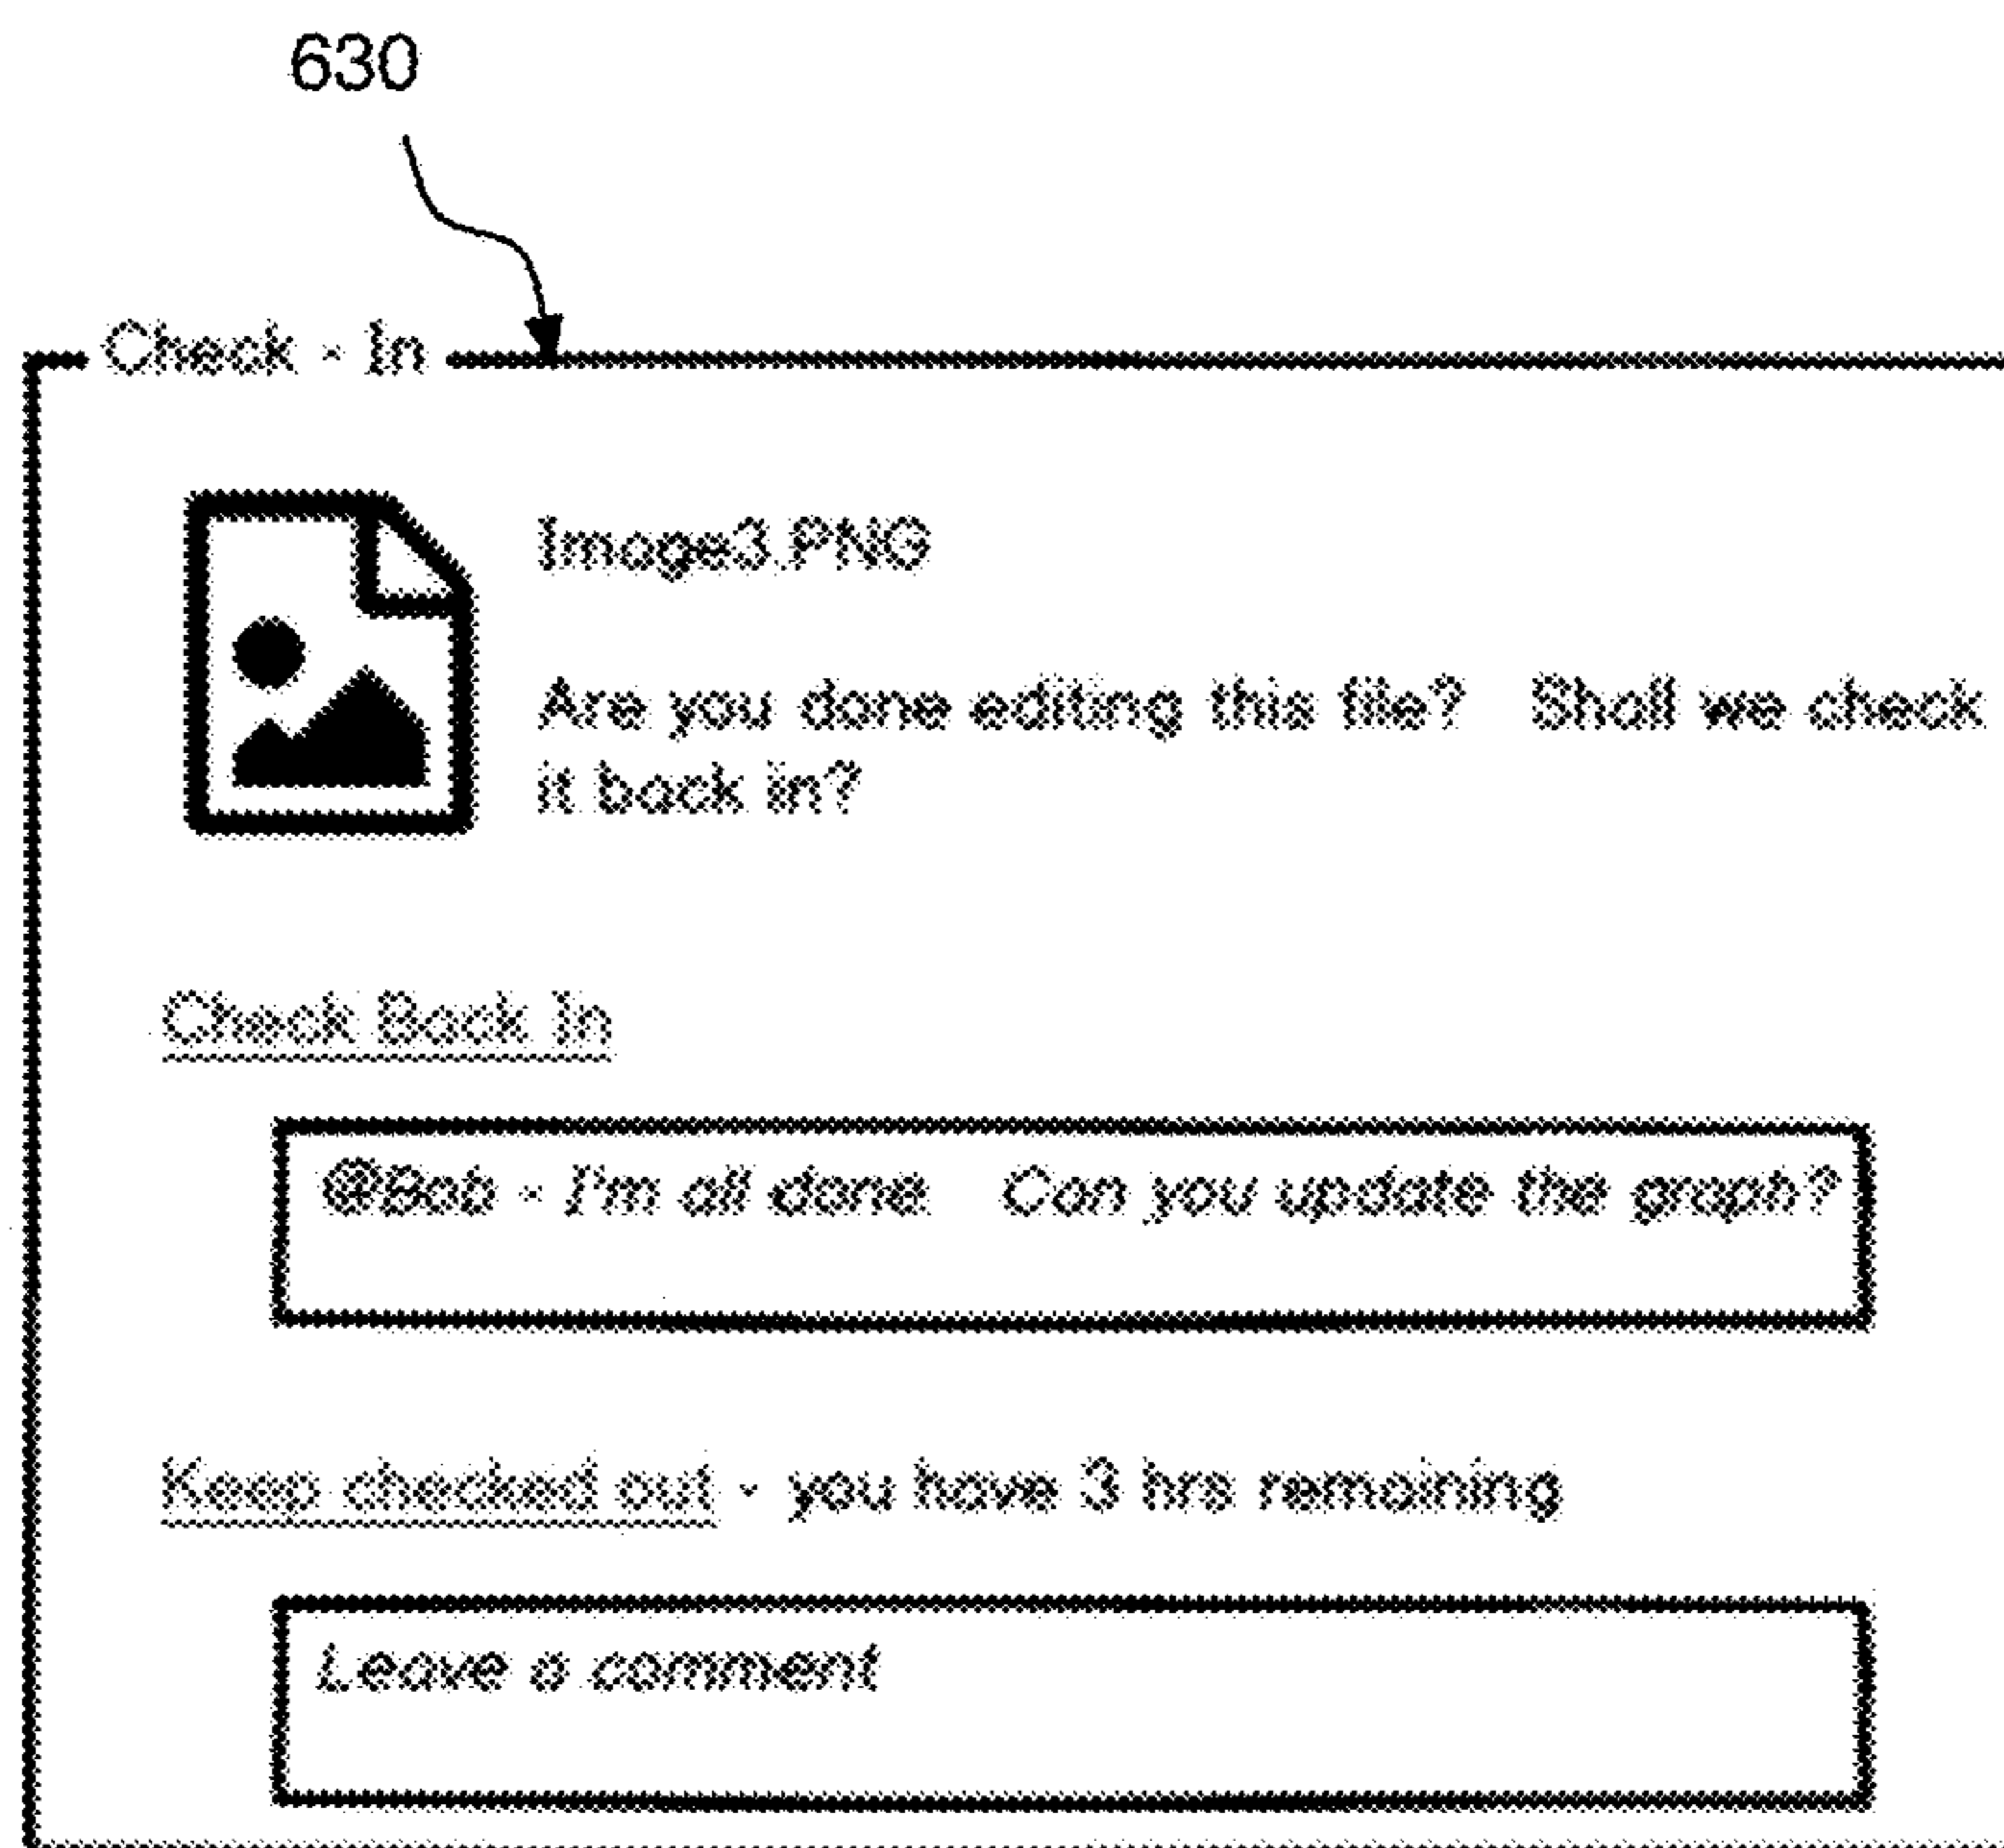 630
Check - In
Image3.PNG
Are you done editing this file?   Shall we check
it back in?
Check Back In
@Bob - I'm all done   Can you update the graph?
Keep checked out - you have 3 hrs remaining
Leave a comment